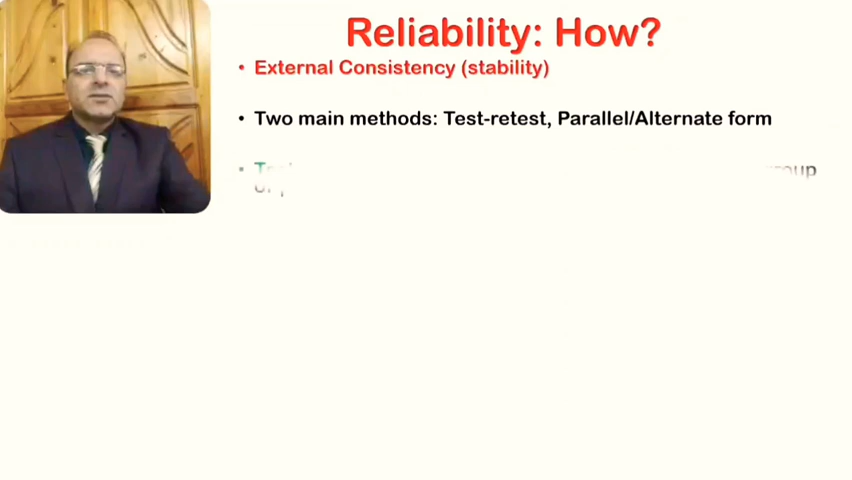 Reliability: How?
• External Consistency (stability)
• Two main methods: Test-retest, Parallel/Alternate form